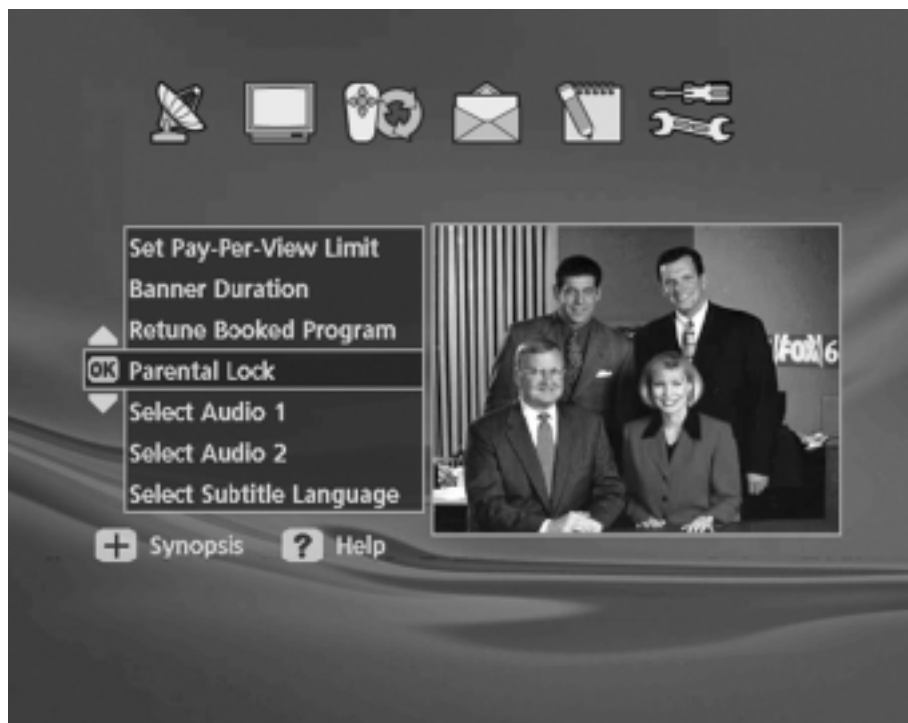 Set Pay-Per-View Limit
Banner Duration
Retune Booked Program
OK Parental Lock
Select Audio 1
Select Audio 2
Select Subtitle Language
+ Synopsis ? Help
FOX 6